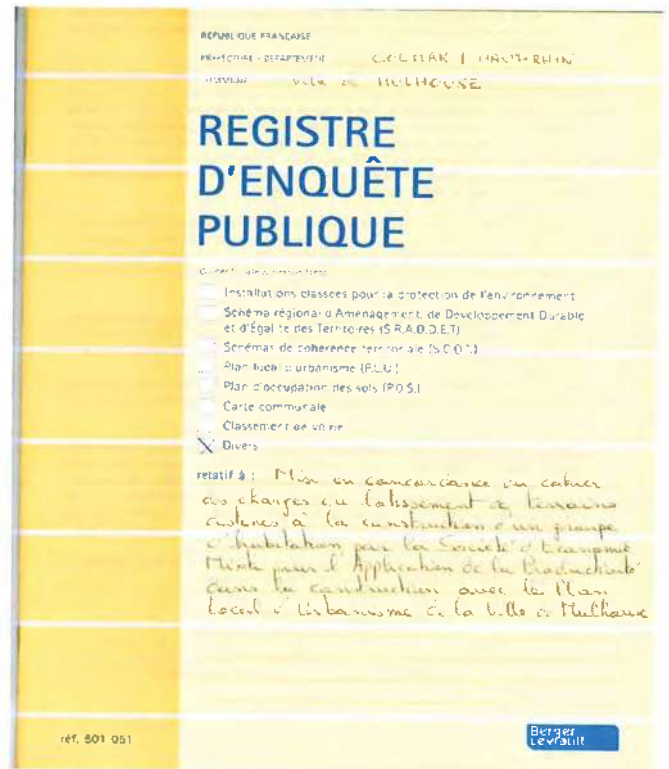 RÉPUBLIQUE FRANÇAISE
PRÉFECTURE / DÉPARTEMENT COLMAR / HAUT-RHIN
Ville de MULHOUSE
REGISTRE
D'ENQUÊTE
PUBLIQUE
Installations classées pour la protection de l'environnement
Schéma régional d'Aménagement, de Développement Durable
et d'Égalité des Territoires (S.R.A.D.D.E.T)
Schémas de cohérence territoriale (S.C.O.T.)
Plan local d'urbanisme (P.L.U.)
Plan d'occupation des sols (P.O.S.)
Carte communale
Classement de voirie
X Divers
relatif à : Mise en concordance du cahier
des charges du lotissement de terrains
destinés à la construction d'un groupe
d'habitation par la Société d'Economie
Mixte pour l'Application de la Productivité
dans la construction avec le Plan
Local d'Urbanisme de la Ville de Mulhouse
réf. 501 051
Berger
Levrault